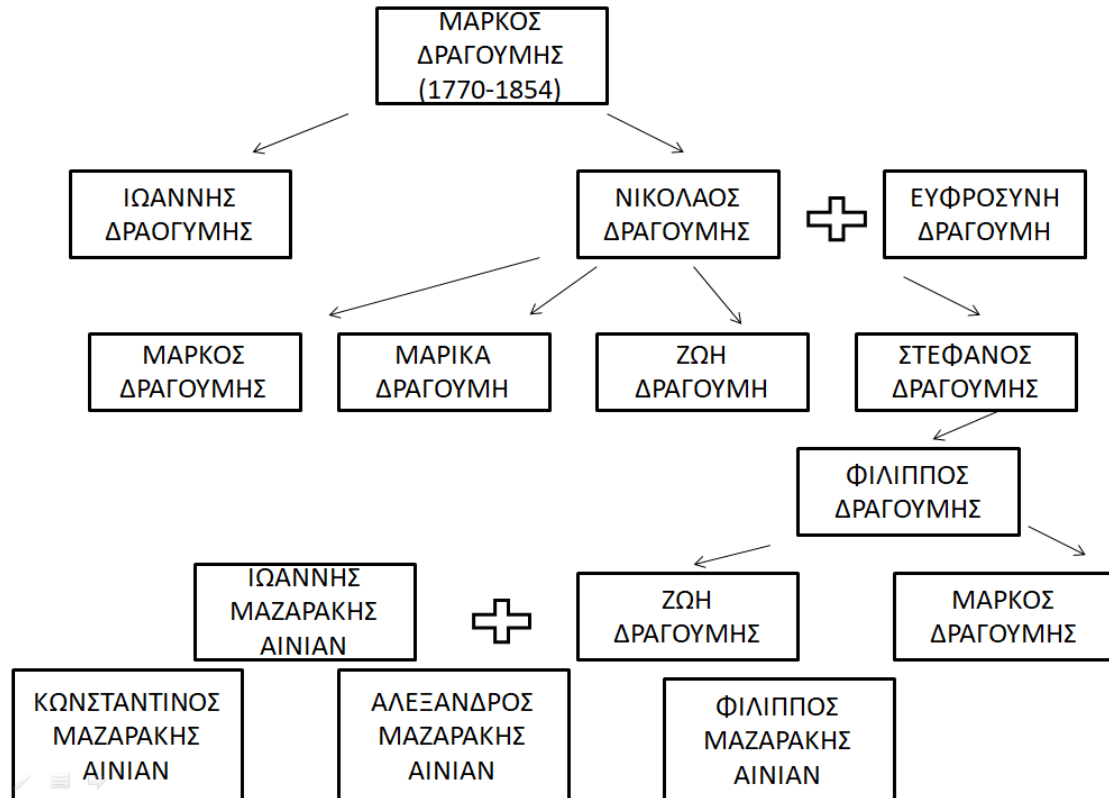 ΜΑΡΚΟΣ
ΔΡΑΓΟΥΜΗΣ
(1770-1854)
ΙΩΑΝΝΗΣ
ΔΡΑΟΓΥΜΗΣ
ΝΙΚΟΛΑΟΣ
ΔΡΑΓΟΥΜΗΣ
ΕΥΦΡΟΣΥΝΗ
ΔΡΑΓΟΥΜΗ
ΜΑΡΚΟΣ
ΔΡΑΓΟΥΜΗΣ
ΜΑΡΙΚΑ
ΔΡΑΓΟΥΜΗ
ΖΩΗ
ΔΡΑΓΟΥΜΗ
ΣΤΕΦΑΝΟΣ
ΔΡΑΓΟΥΜΗΣ
ΦΙΛΙΠΠΟΣ
ΔΡΑΓΟΥΜΗΣ
ΙΩΑΝΝΗΣ
ΜΑΖΑΡΑΚΗΣ
ΑΙΝΙΑΝ
ΖΩΗ
ΔΡΑΓΟΥΜΗΣ
ΜΑΡΚΟΣ
ΔΡΑΓΟΥΜΗΣ
ΚΩΝΣΤΑΝΤΙΝΟΣ
ΜΑΖΑΡΑΚΗΣ
ΑΙΝΙΑΝ
ΑΛΕΞΑΝΔΡΟΣ
ΜΑΖΑΡΑΚΗΣ
ΑΙΝΙΑΝ
ΦΙΛΙΠΠΟΣ
ΜΑΖΑΡΑΚΗΣ
ΑΙΝΙΑΝ